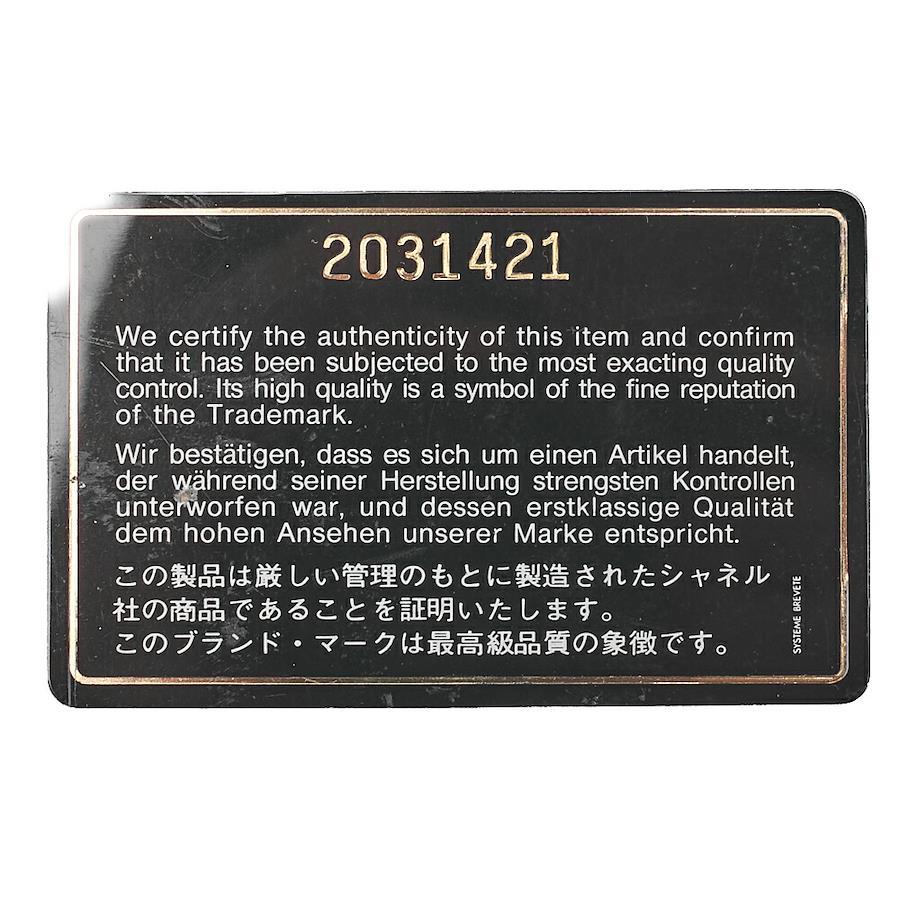 2031421
We certify the authenticity of this item and confirm
that it has been subjected to the most exacting quality
control. Its high quality is a symbol of the fine reputation
of the Trademark.
Wir bestätigen, dass es sich um einen Artikel handelt,
der während seiner Herstellung strengsten Kontrollen
unterworfen war, und dessen erstklassige Qualität
dem hohen Ansehen unserer Marke entspricht.
この製品は厳しい管理のもとに製造されたシャネル
社の商品であることを証明いたします。
このブランド・マークは最高級品質の象徴です。
SYSTEME BREVETE